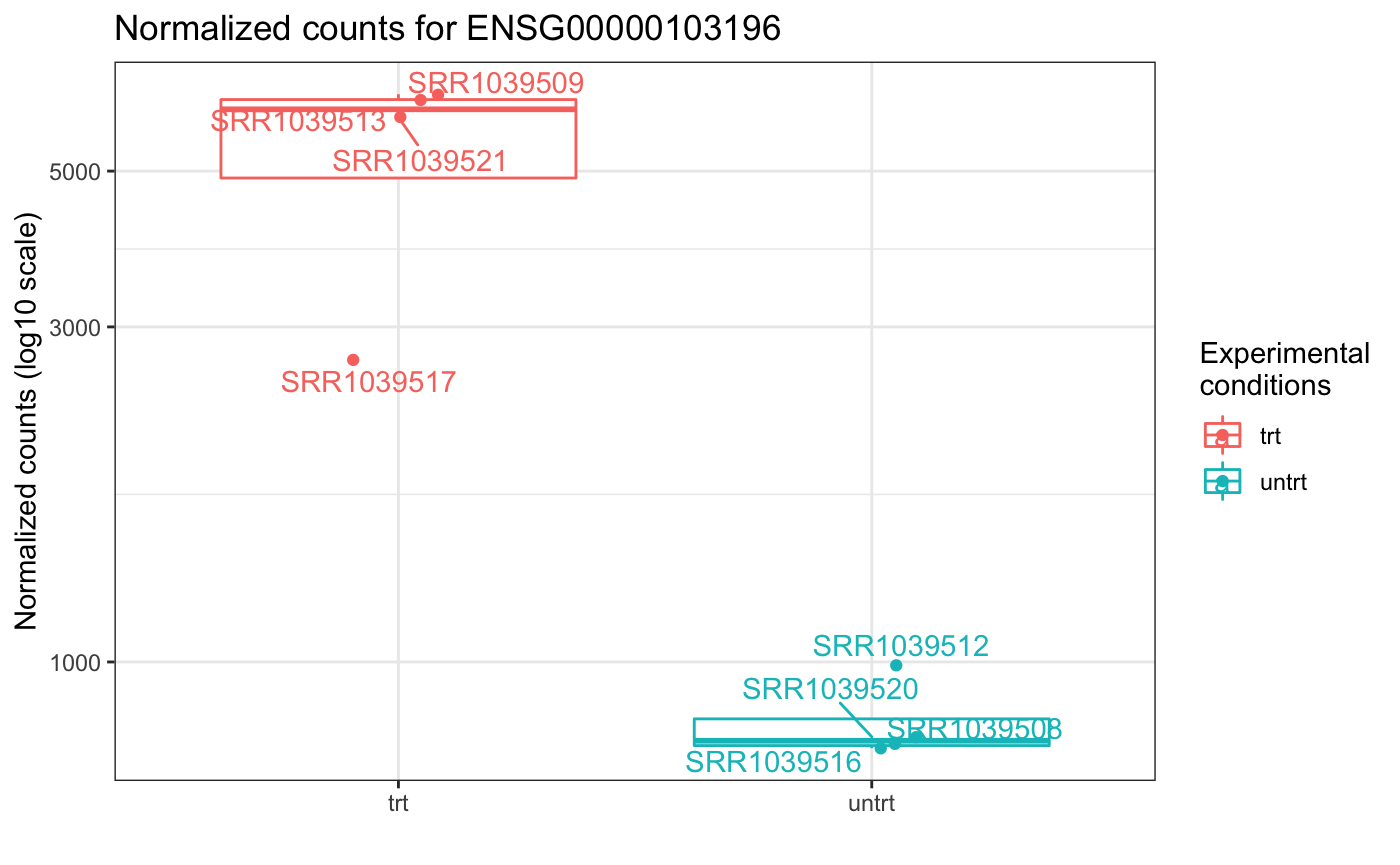 Normalized counts for ENSG00000103196
Normalized counts (log10 scale)
5000
3000
1000
SRR1039509
SRR1039513
SRR1039521
SRR1039517
SRR1039512
SRR1039520
SRR1039508
SRR1039516
trt
untrt
Experimental
conditions
trt
untrt